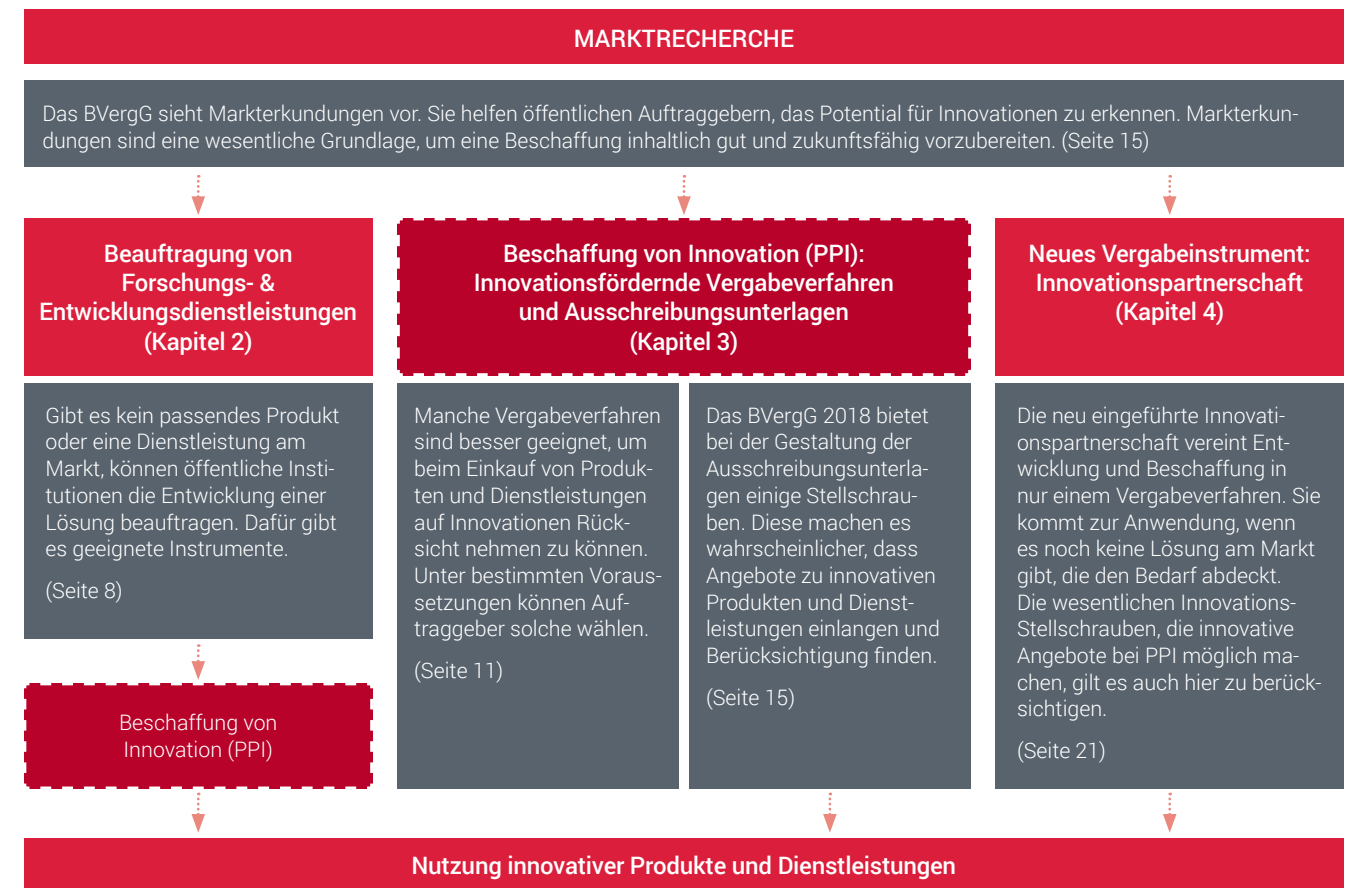 MARKTRECHERCHE
Das BVergG sieht Markterkundungen vor. Sie helfen öffentlichen Auftraggebern, das Potential für Innovationen zu erkennen. Markterkun-
dungen sind eine wesentliche Grundlage, um eine Beschaffung inhaltlich gut und zukunftsfähig vorzubereiten. (Seite 15)
Beauftragung von
Forschungs- &
Entwicklungsdienstleistungen
(Kapitel 2)
Gibt es kein passendes Produkt
oder eine Dienstleistung am
Markt, können öffentliche Insti-
tutionen die Entwicklung einer
Lösung beauftragen. Dafür gibt
es geeignete Instrumente.
(Seite 8)
Beschaffung von
Innovation (PPI)
Beschaffung von Innovation (PPI):
Innovationsfördernde Vergabeverfahren
und Ausschreibungsunterlagen
(Kapitel 3)
Manche Vergabeverfahren
sind besser geeignet, um
beim Einkauf von Produk-
ten und Dienstleistungen
auf Innovationen Rück-
sicht nehmen zu können.
Unter bestimmten Voraus-
setzungen können Auf-
traggeber solche wählen.
(Seite 11)
Das BVergG 2018 bietet
bei der Gestaltung der
Ausschreibungsunterla-
gen einige Stellschrau-
ben. Diese machen es
wahrscheinlicher, dass
Angebote zu innovativen
Produkten und Dienst-
leistungen einlangen und
Berücksichtigung finden.
(Seite 15)
Neues Vergabeinstrument:
Innovationspartnerschaft
(Kapitel 4)
Die neu eingeführte Innovati-
onspartnerschaft vereint Ent-
wicklung und Beschaffung in
nur einem Vergabeverfahren. Sie
kommt zur Anwendung, wenn
es noch keine Lösung am Markt
gibt, die den Bedarf abdeckt.
Die wesentlichen Innovations-
Stellschrauben, die innovative
Angebote bei PPI möglich ma-
chen, gilt es auch hier zu berück-
sichtigen.
(Seite 21)
Nutzung innovativer Produkte und Dienstleistungen